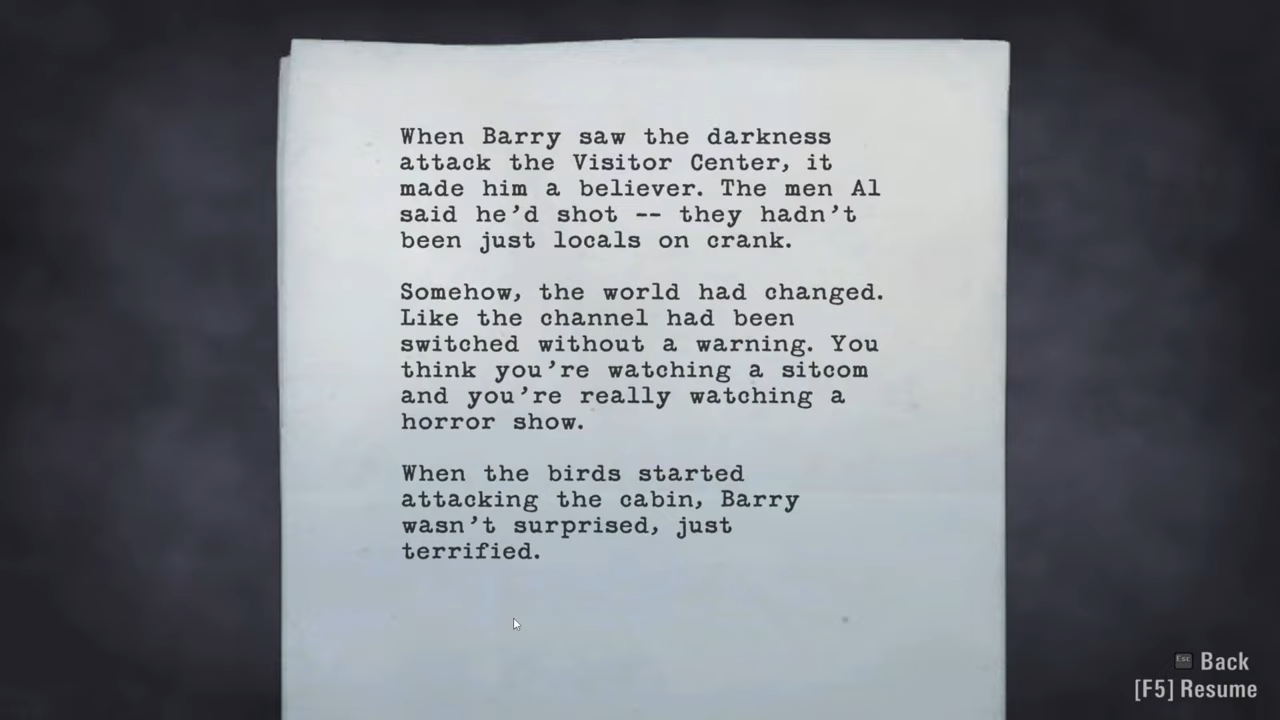 When Barry saw the darkness
attack the Visitor Center, it
made him a believer. The men Al
said he'd shot -- they hadn't
been just locals on crank.
Somehow, the world had changed.
Like the channel had been
switched without a warning. You
think you're watching a sitcom
and you're really watching a
horror show.
When the birds started
attacking the cabin, Barry
wasn't surprised, just
terrified.
Esc Back
[F5] Resume